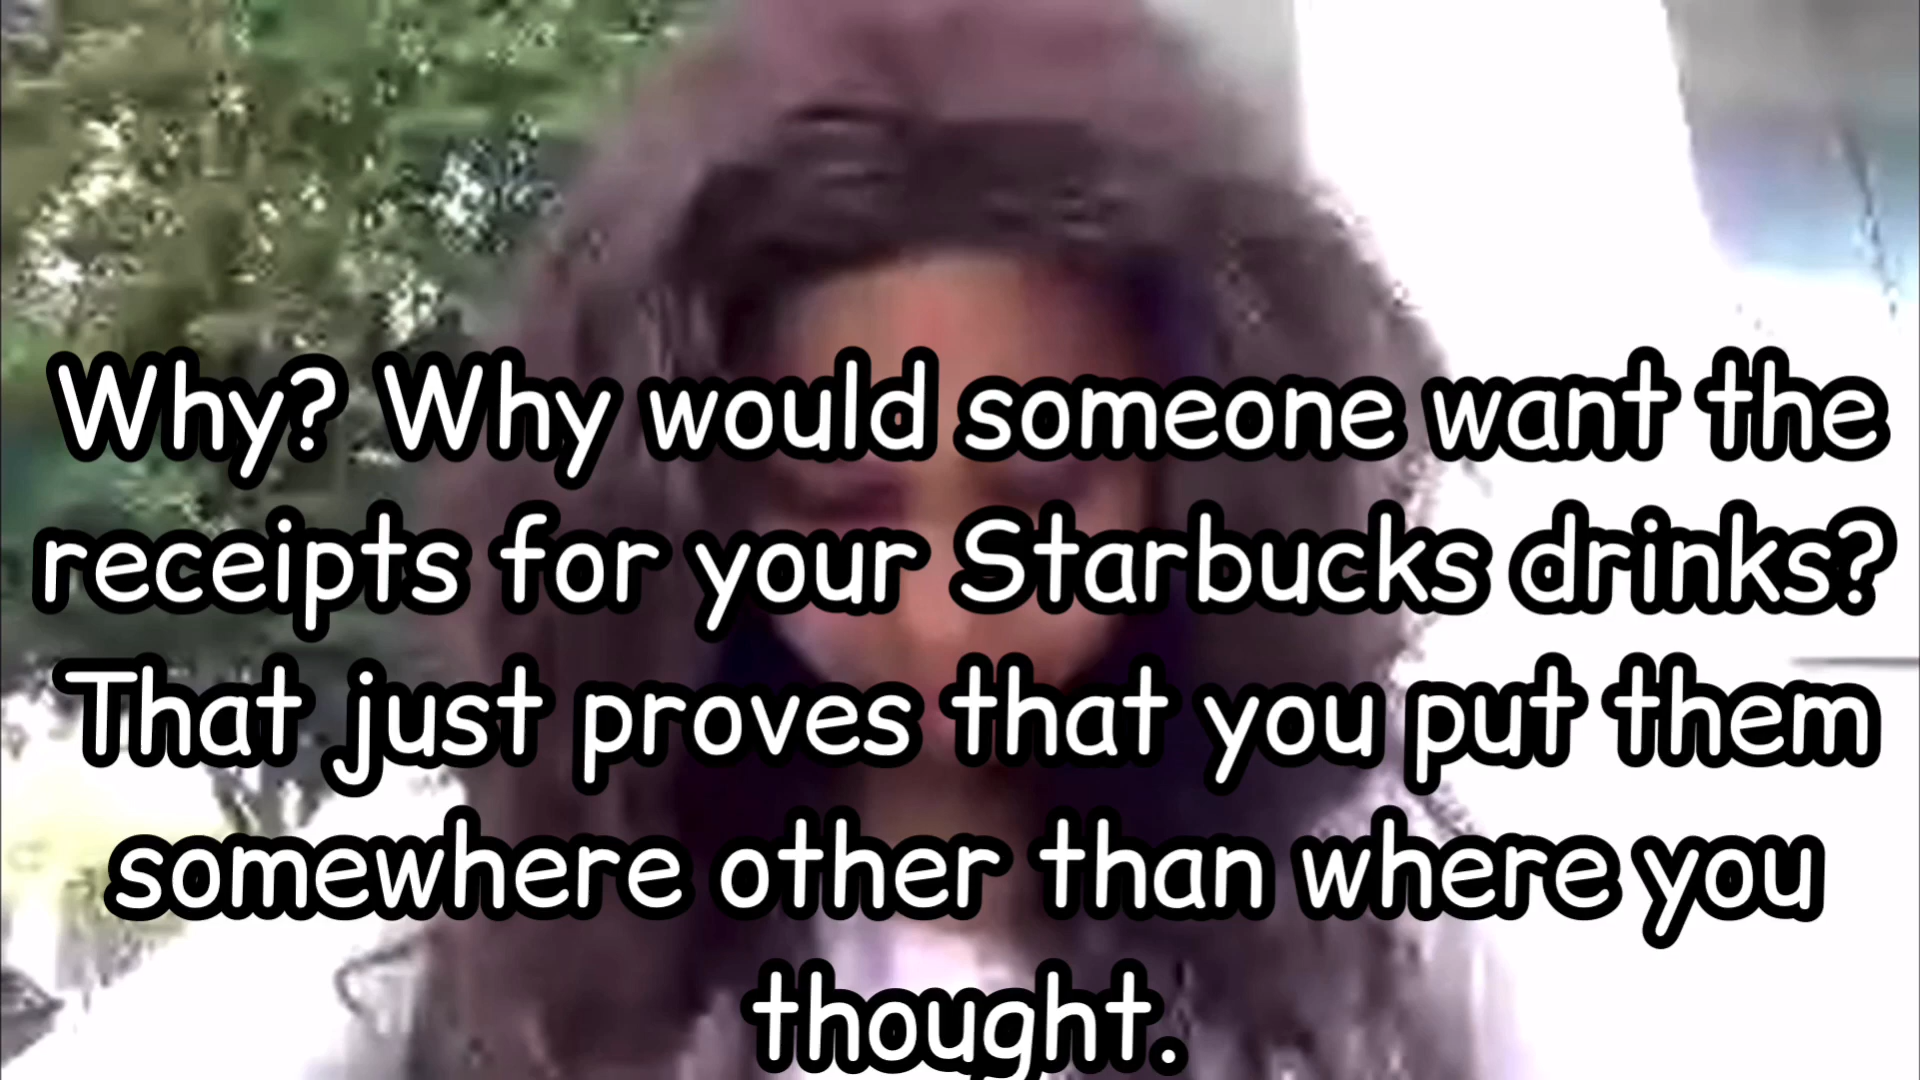 Why? Why would someone want the
receipts for your Starbucks drinks?
That just proves that you put them
somewhere other than where you
thought.